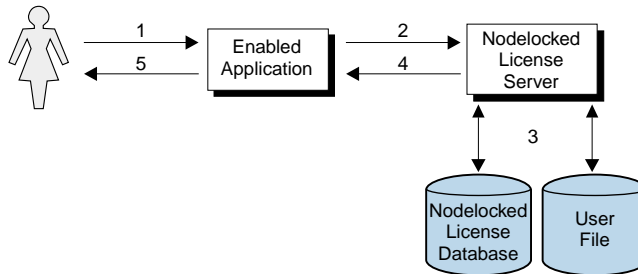 1
5
Enabled
Application
2
4
Nodelocked
License
Server
3
Nodelocked
License
Database
User
File